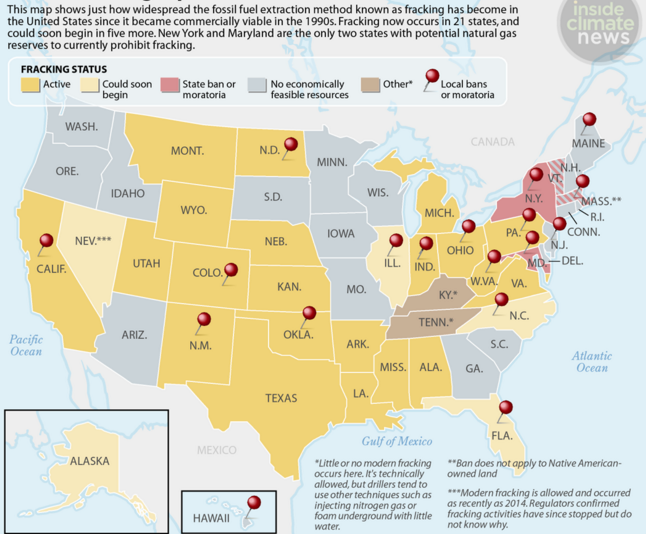 This map shows just how widespread the fossil fuel extraction method known as fracking has become in
the United States since it became commercially viable in the 1990s. Fracking now occurs in 21 states, and
could soon begin in five more. New York and Maryland are the only two states with potential natural gas
reserves to currently prohibit fracking.
inside
climate
news
FRACKING STATUS
Active
Could soon
begin
State ban or
moratoria
No economically
feasible resources
Other*
Local bans
or moratoria
CANADA
WASH.
MONT.
N.D.
MINN.
MAINE
ORE.
IDAHO
S.D.
WIS.
MICH.
N.Y.
VT.
N.H.
MASS.**
R.I.
CONN.
WYO.
NEB.
IOWA
PA.
N.J.
NEV.***
UTAH
COLO.
KAN.
MO.
ILL.
IND.
OHIO
W.VA.
VA.
MD.
DEL.
CALIF.
KY.*
TENN.*
N.C.
ARIZ.
N.M.
OKLA.
ARK.
S.C.
Pacific
Ocean
Atlantic
Ocean
TEXAS
LA.
MISS.
ALA.
GA.
FLA.
MEXICO
Gulf of Mexico
ALASKA
HAWAII
*Little or no modern fracking
occurs here. It's technically
allowed, but drillers tend to
use other techniques such as
injecting nitrogen gas or
foam underground with little
water.
**Ban does not apply to Native American-
owned land
***Modern fracking is allowed and occurred
as recently as 2014. Regulators confirmed
fracking activities have since stopped but do
not know why.